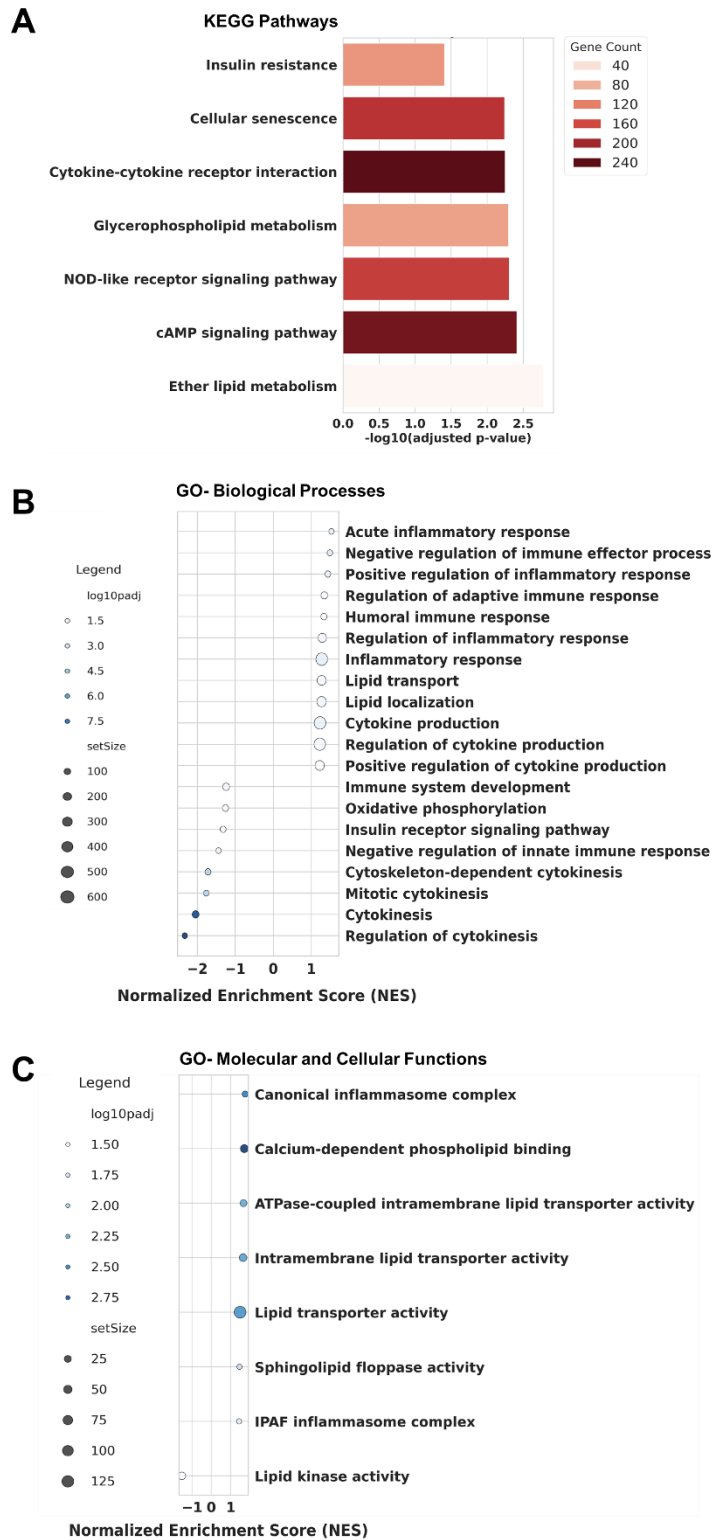 A
KEGG Pathways
Insulin resistance
Cellular senescence
Cytokine-cytokine receptor interaction
Glycerophospholipid metabolism
NOD-like receptor signaling pathway
cAMP signaling pathway
Ether lipid metabolism
0.0 0.5 1.0 1.5 2.0 2.5
-log10(adjusted p-value)
Gene Count
40
80
120
160
200
240
B
GO- Biological Processes
Legend
log10padj
1.5
3.0
4.5
6.0
7.5
setSize
100
200
300
400
500
600
Acute inflammatory response
Negative regulation of immune effector process
Positive regulation of inflammatory response
Regulation of adaptive immune response
Humoral immune response
Regulation of inflammatory response
Inflammatory response
Lipid transport
Lipid localization
Cytokine production
Regulation of cytokine production
Positive regulation of cytokine production
Immune system development
Oxidative phosphorylation
Insulin receptor signaling pathway
Negative regulation of innate immune response
Cytoskeleton-dependent cytokinesis
Mitotic cytokinesis
Cytokinesis
Regulation of cytokinesis
−2 −1 0 1
Normalized Enrichment Score (NES)
C
GO- Molecular and Cellular Functions
Legend
log10padj
1.50
1.75
2.00
2.25
2.50
2.75
setSize
25
50
75
100
125
Canonical inflammasome complex
Calcium-dependent phospholipid binding
ATPase-coupled intramembrane lipid transporter activity
Intramembrane lipid transporter activity
Lipid transporter activity
Sphingolipid floppase activity
IPAF inflammasome complex
Lipid kinase activity
−1 0 1
Normalized Enrichment Score (NES)